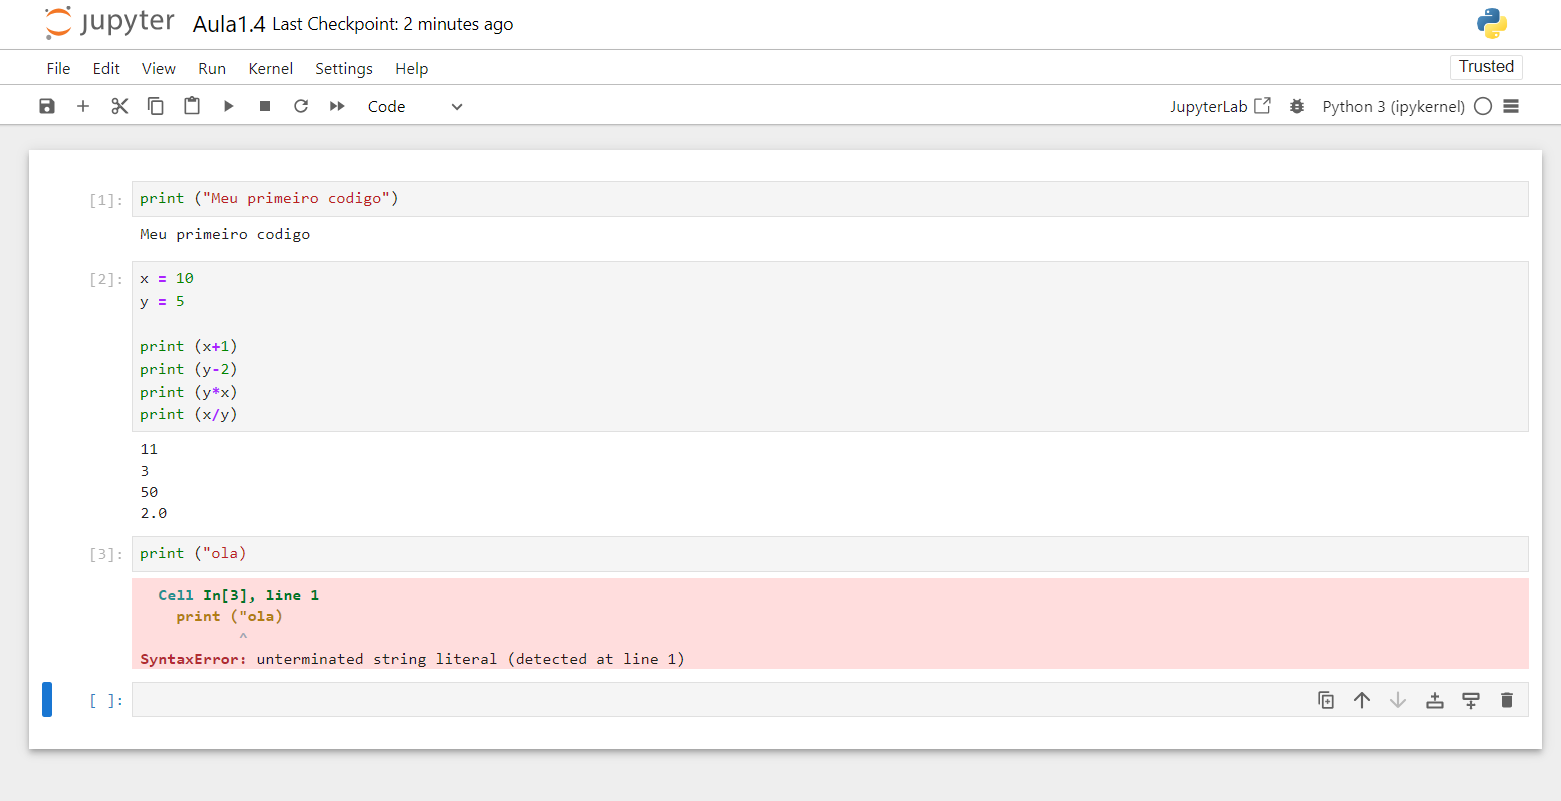 jupyter Aula1.4 Last Checkpoint: 2 minutes ago
File Edit View Run Kernel Settings Help Trusted
Code JupyterLab Python 3 (ipykernel)
[1]: print ("Meu primeiro codigo")
Meu primeiro codigo
[2]: x = 10
y = 5
print (x+1)
print (y-2)
print (y*x)
print (x/y)
11
3
50
2.0
[3]: print ("ola)
Cell In[3], line 1
print ("ola)
^
SyntaxError: unterminated string literal (detected at line 1)
[ ]: